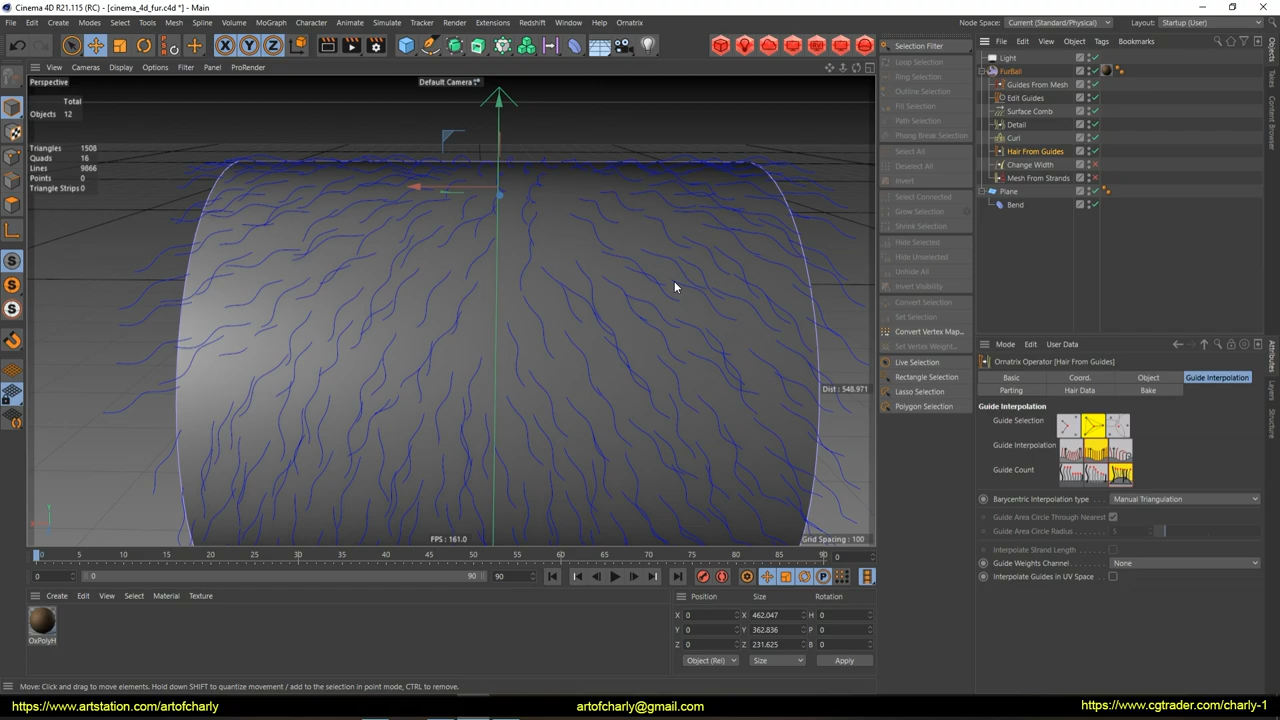 Cinema 4D R21.115 (RC) - [cinema_4d_fur.c4d *] - Main
File Edit Create Modes Select Tools Mesh Spline Volume MoGraph Character Animate Simulate Tracker Render Extensions Redshift Window Help Ornatrix
Node Space: Current (Standard/Physical) Layout: Startup (User)
View Cameras Display Options Filter Panel ProRender
Perspective
Default Camera
Total
Objects 12
Triangles 1508
Quads 16
Lines 9866
Points 0
Triangle Strips 0
Dist : 548.971
FPS : 161.0
Grid Spacing : 100
Selection Filter
Loop Selection
Ring Selection
Outline Selection
Fill Selection
Path Selection
Phong Break Selection
Select All
Deselect All
Invert
Select Connected
Grow Selection
Shrink Selection
Hide Selected
Hide Unselected
Unhide All
Invert Visibility
Convert Selection
Set Selection
Convert Vertex Map...
Set Vertex Weight...
Live Selection
Rectangle Selection
Lasso Selection
Polygon Selection
File Edit View Object Tags Bookmarks
Light
FurBall
Guides From Mesh
Edit Guides
Surface Comb
Detail
Curl
Hair From Guides
Change Width
Mesh From Strands
Plane
Bend
Objects
Takes
Content Browser
Attributes
Layers
Structure
Mode Edit User Data
Ornatrix Operator [Hair From Guides]
Basic Coord. Object Guide Interpolation
Parting Hair Data Bake
Guide Interpolation
Guide Selection
Guide Interpolation
Guide Count
Barycentric Interpolation type Manual Triangulation
Guide Area Circle Through Nearest
Guide Area Circle Radius 5
Interpolate Strand Length
Guide Weights Channel None
Interpolate Guides in UV Space
0 5 10 15 20 25 30 35 40 45 50 55 60 65 70 75 80 85 90 0
0 0 90 90
Create Edit View Select Material Texture
OxPolyH
Position Size Rotation
X 0 X 462.047 H 0
Y 0 Y 362.836 P 0
Z 0 Z 231.625 B 0
Object (Rel) Size Apply
Move: Click and drag to move elements. Hold down SHIFT to quantize movement / add to the selection in point mode, CTRL to remove.
https://www.artstation.com/artofcharly artofcharly@gmail.com https://www.cgtrader.com/charly-1